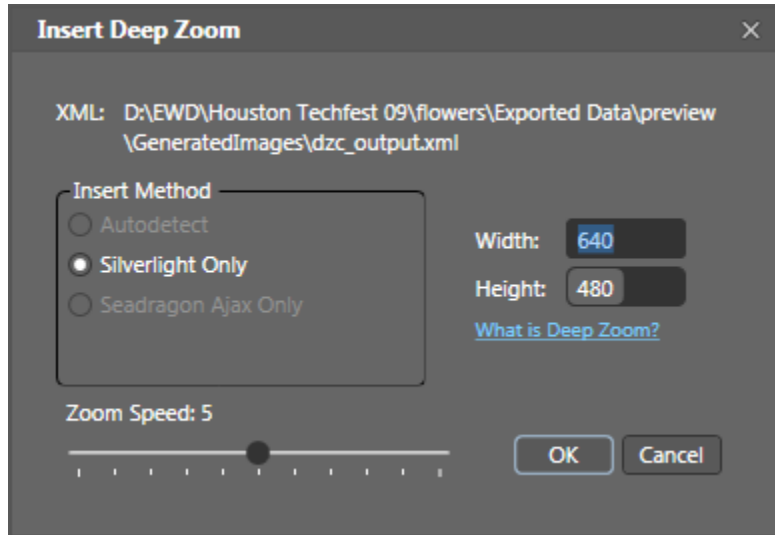 Insert Deep Zoom
XML: D:\EWD\Houston Techfest 09\flowers\Exported Data\preview
\GeneratedImages\dzc_output.xml
Insert Method
Autodetect
Silverlight Only
Seadragon Ajax Only
Width: 640
Height: 480
What is Deep Zoom?
Zoom Speed: 5
OK Cancel